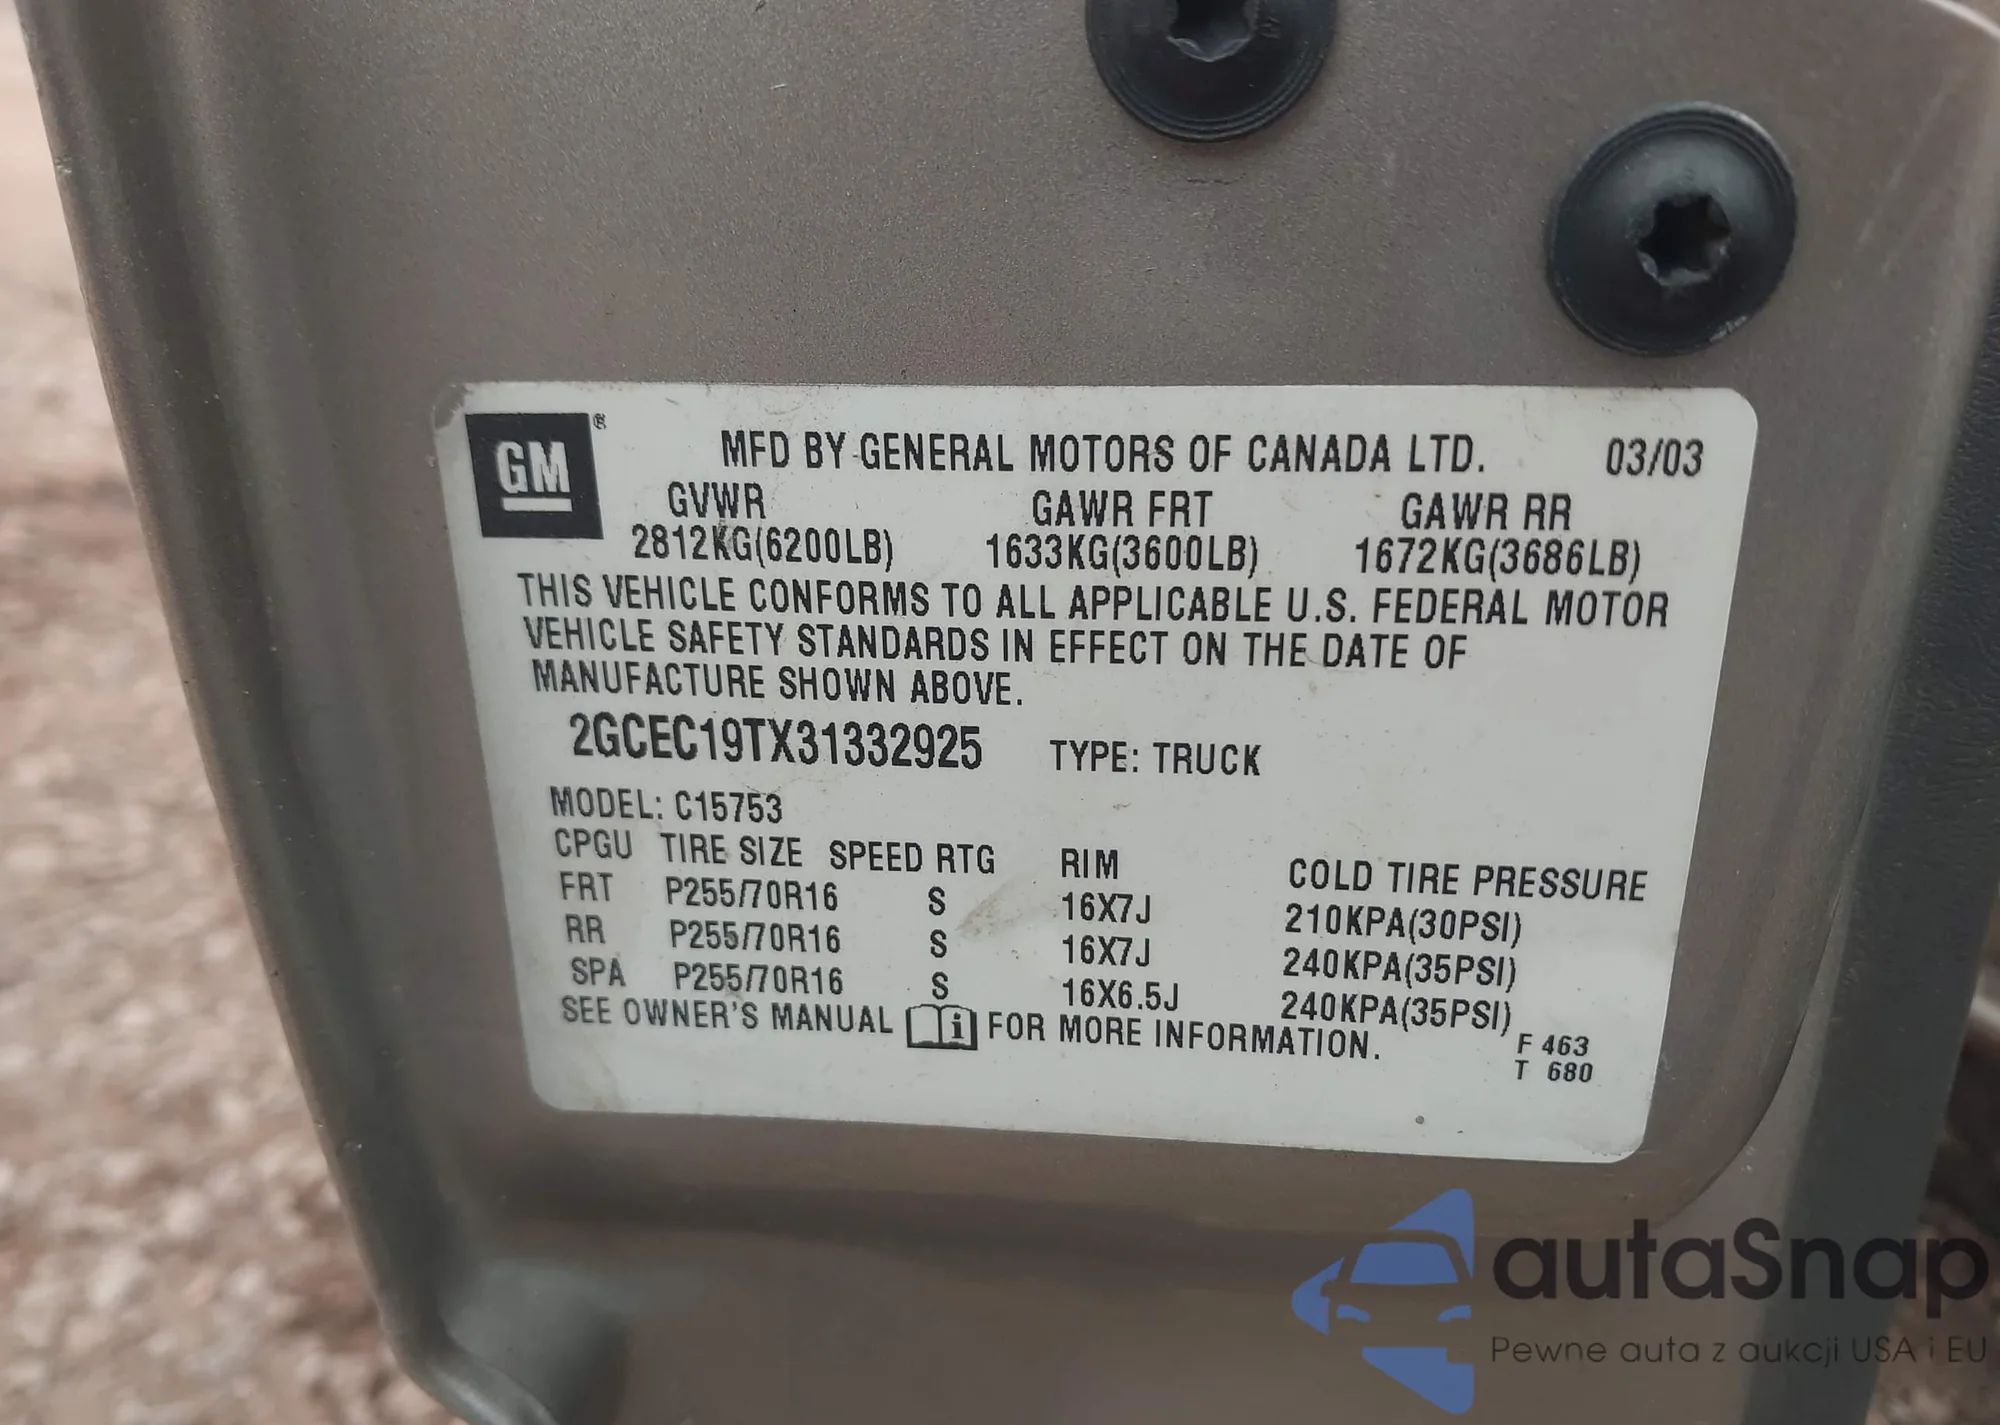 GM ®
MFD BY GENERAL MOTORS OF CANADA LTD. 03/03
GVWR GAWR FRT GAWR RR
2812KG(6200LB) 1633KG(3600LB) 1672KG(3686LB)
THIS VEHICLE CONFORMS TO ALL APPLICABLE U.S. FEDERAL MOTOR
VEHICLE SAFETY STANDARDS IN EFFECT ON THE DATE OF
MANUFACTURE SHOWN ABOVE.
2GCEC19TX31332925 TYPE: TRUCK
MODEL: C15753
CPGU TIRE SIZE SPEED RTG RIM COLD TIRE PRESSURE
FRT P255/70R16 S 16X7J 210KPA(30PSI)
RR P255/70R16 S 16X7J 240KPA(35PSI)
SPA P255/70R16 S 16X6.5J 240KPA(35PSI)
SEE OWNER'S MANUAL i FOR MORE INFORMATION.
F 463
T 680
autaSnap
Pewne auta z aukcji USA i EU